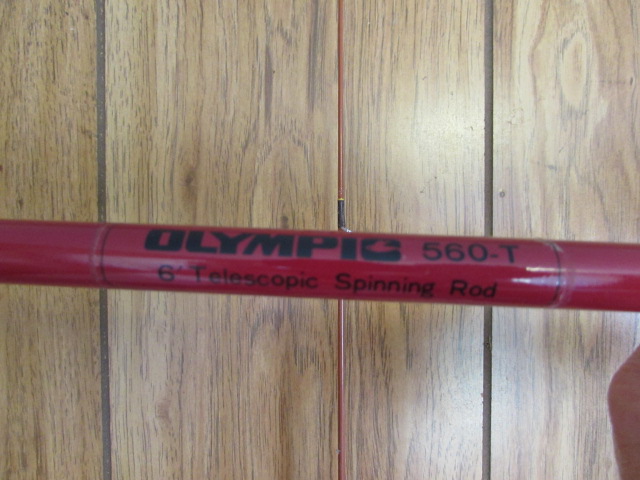 OLYMPIC 560-T
6' Telescopic Spinning Rod